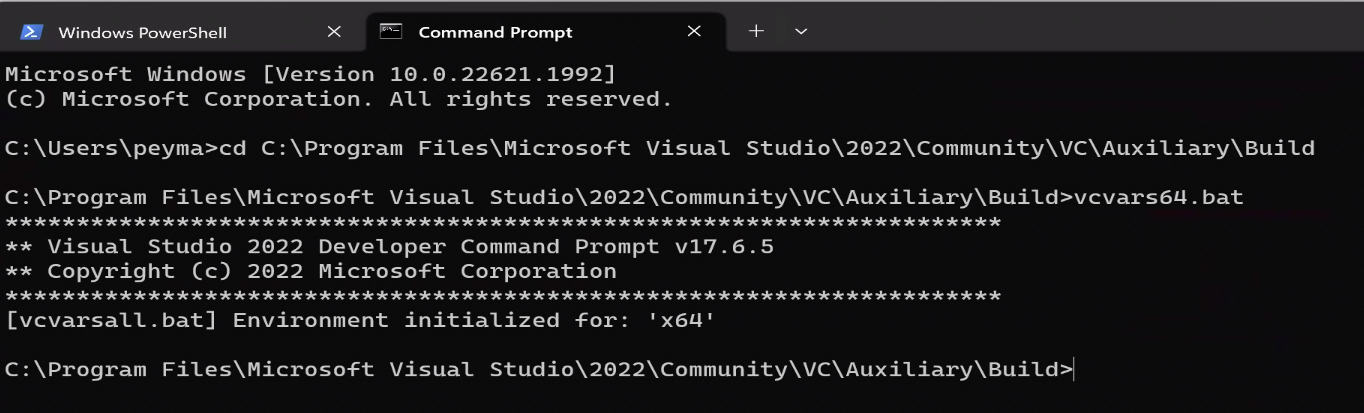 Windows PowerShell
Command Prompt
Microsoft Windows [Version 10.0.22621.1992]
(c) Microsoft Corporation. All rights reserved.
C:\Users\peyma>cd C:\Program Files\Microsoft Visual Studio\2022\Community\VC\Auxiliary\Build
C:\Program Files\Microsoft Visual Studio\2022\Community\VC\Auxiliary\Build>vcvars64.bat
**********************************************************************
** Visual Studio 2022 Developer Command Prompt v17.6.5
** Copyright (c) 2022 Microsoft Corporation
**********************************************************************
[vcvarsall.bat] Environment initialized for: 'x64'
C:\Program Files\Microsoft Visual Studio\2022\Community\VC\Auxiliary\Build>